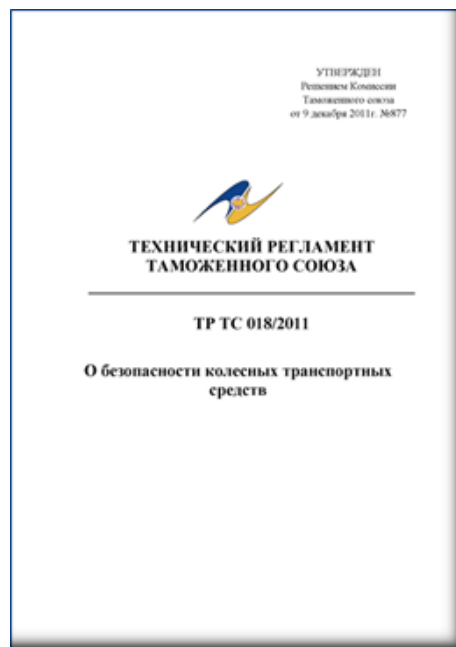 УТВЕРЖДЕН
Решением Комиссии
Таможенного союза
от 9 декабря 2011г. №877
ТЕХНИЧЕСКИЙ РЕГЛАМЕНТ
ТАМОЖЕННОГО СОЮЗА
ТР ТС 018/2011
О безопасности колесных транспортных
средств